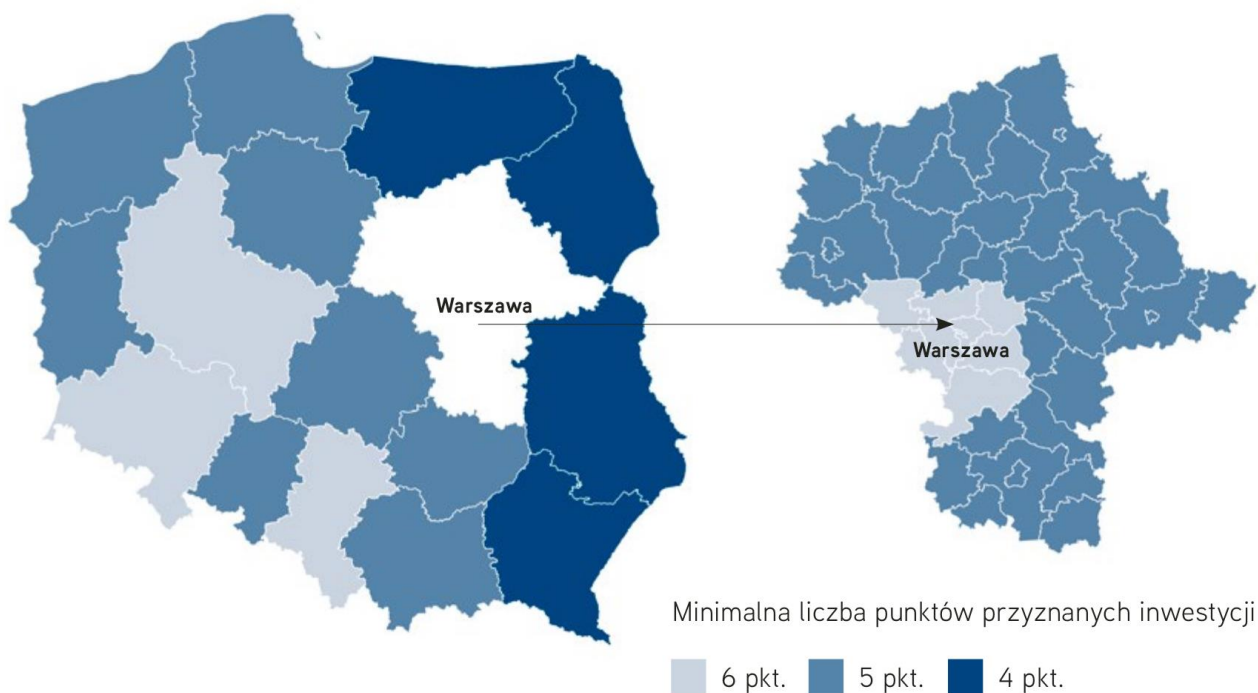 Warszawa
Warszawa
Minimalna liczba punktów przyznanych inwestycji
6 pkt.
5 pkt.
4 pkt.